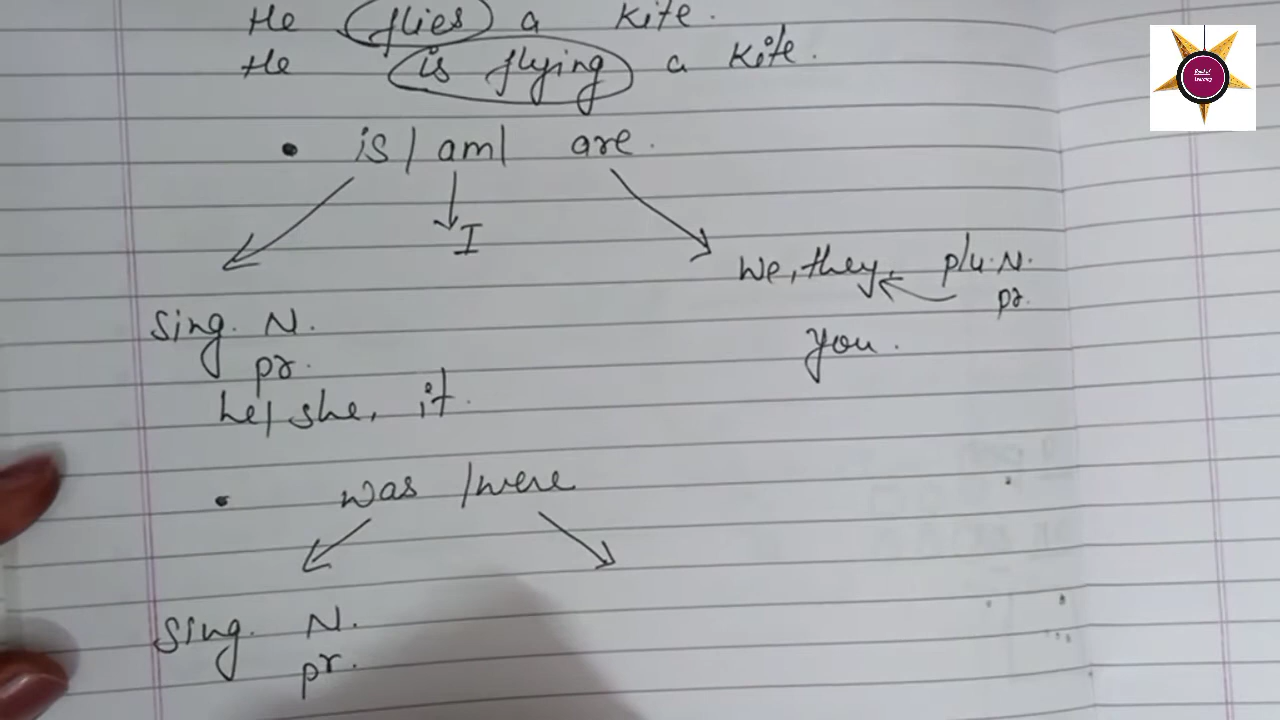 He flies a kite.
He is flying a kite.
• is / am / are.
I
We, they, plu. N.
pr.
you.
Sing. N.
pr.
he, she, it.
• was / were
Sing. N.
pr.